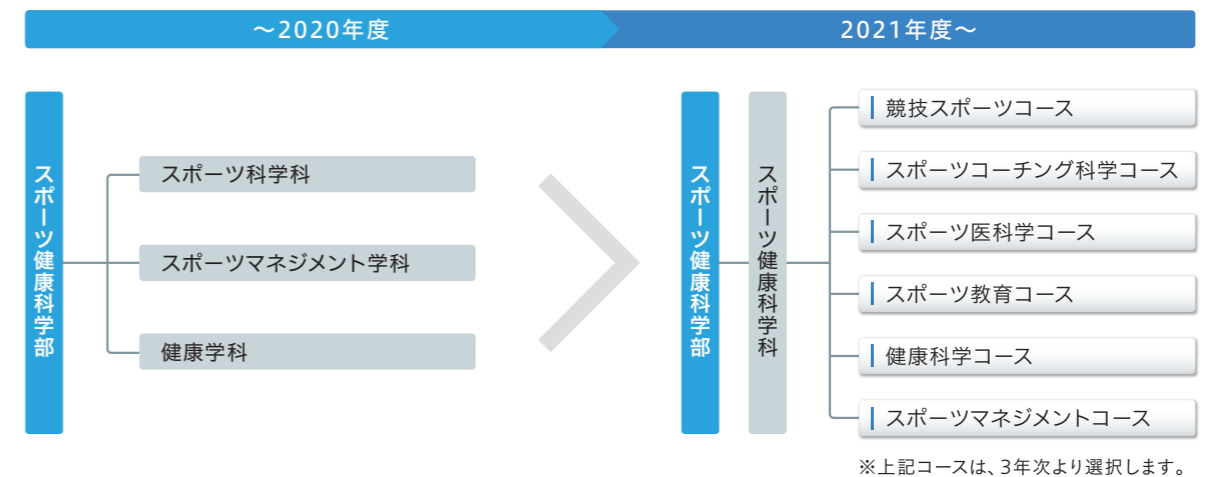 ～2020年度
2021年度～
スポーツ健康科学部
スポーツ科学科
スポーツマネジメント学科
健康学科
スポーツ健康科学部
スポーツ健康科学科
競技スポーツコース
スポーツコーチング科学コース
スポーツ医科学コース
スポーツ教育コース
健康科学コース
スポーツマネジメントコース
※上記コースは、3年次より選択します。